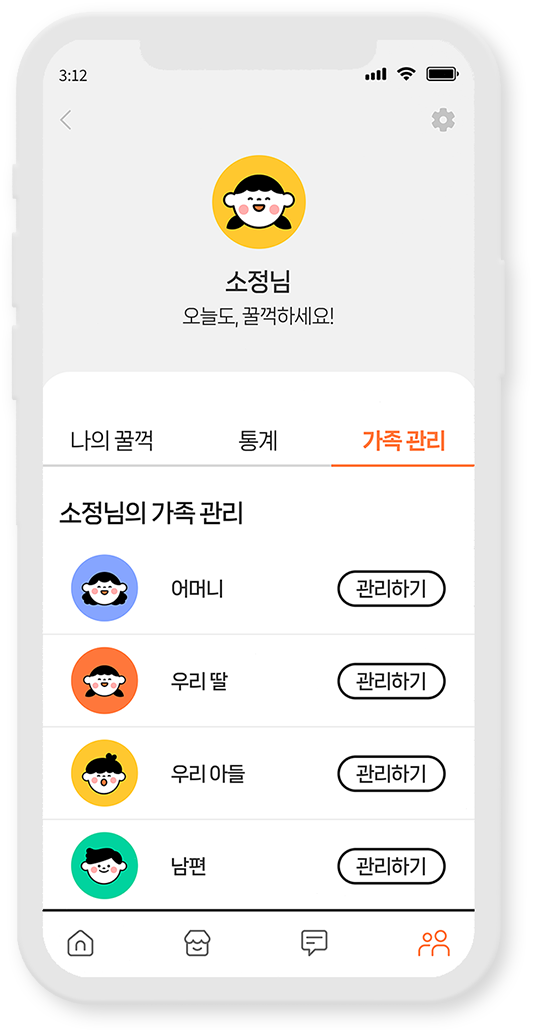 3:12
소정님
오늘도, 꿀꺽하세요!
나의 꿀꺽 통계 가족 관리
소정님의 가족 관리
어머니 관리하기
우리 딸 관리하기
우리 아들 관리하기
남편 관리하기